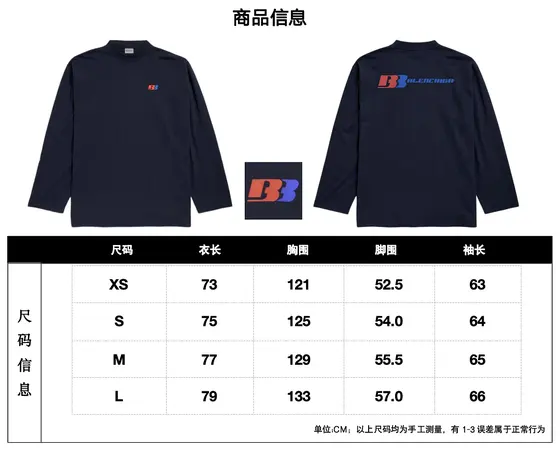 商品信息
BB
BBALENCIAGA
BB
尺码 衣长 胸围 脚围 袖长
尺码信息
XS 73 121 52.5 63
S 75 125 54.0 64
M 77 129 55.5 65
L 79 133 57.0 66
单位:CM；以上尺码均为手工测量，有 1-3 误差属于正常行为